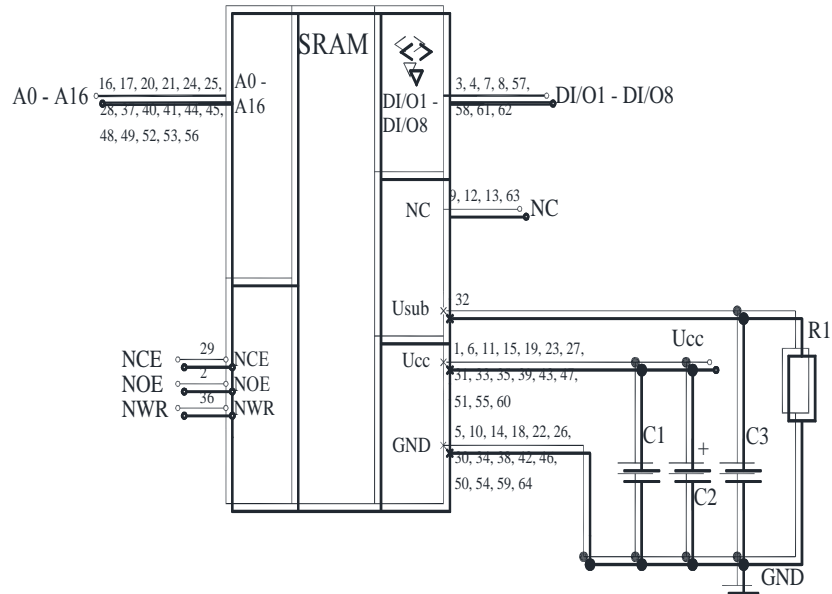 SRAM
A0 - A16
16, 17, 20, 21, 24, 25,
28, 37, 40, 41, 44, 45,
48, 49, 52, 53, 56
A0 -
A16
DI/O1 -
DI/O8
3, 4, 7, 8, 57,
58, 61, 62
DI/O1 - DI/O8
NC
9, 12, 13, 63
NC
Usub
32
R1
NCE
29
NCE
NOE
2
NOE
NWR
36
NWR
Ucc
1, 6, 11, 15, 19, 23, 27,
31, 33, 35, 39, 43, 47,
51, 55, 60
Ucc
GND
5, 10, 14, 18, 22, 26,
30, 34, 38, 42, 46,
50, 54, 59, 64
C1
+
C2
C3
GND